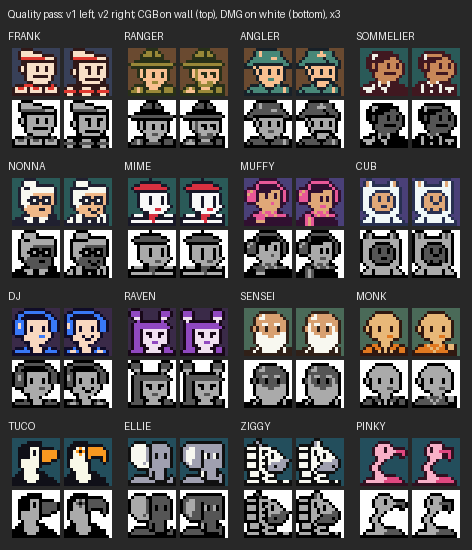 Quality pass: v1 left, v2 right; CGB on wall (top), DMG on white (bottom), x3
FRANK RANGER ANGLER SOMMELIER
NONNA MIME MUFFY CUB
DJ RAVEN SENSEI MONK
TUCO ELLIE ZIGGY PINKY